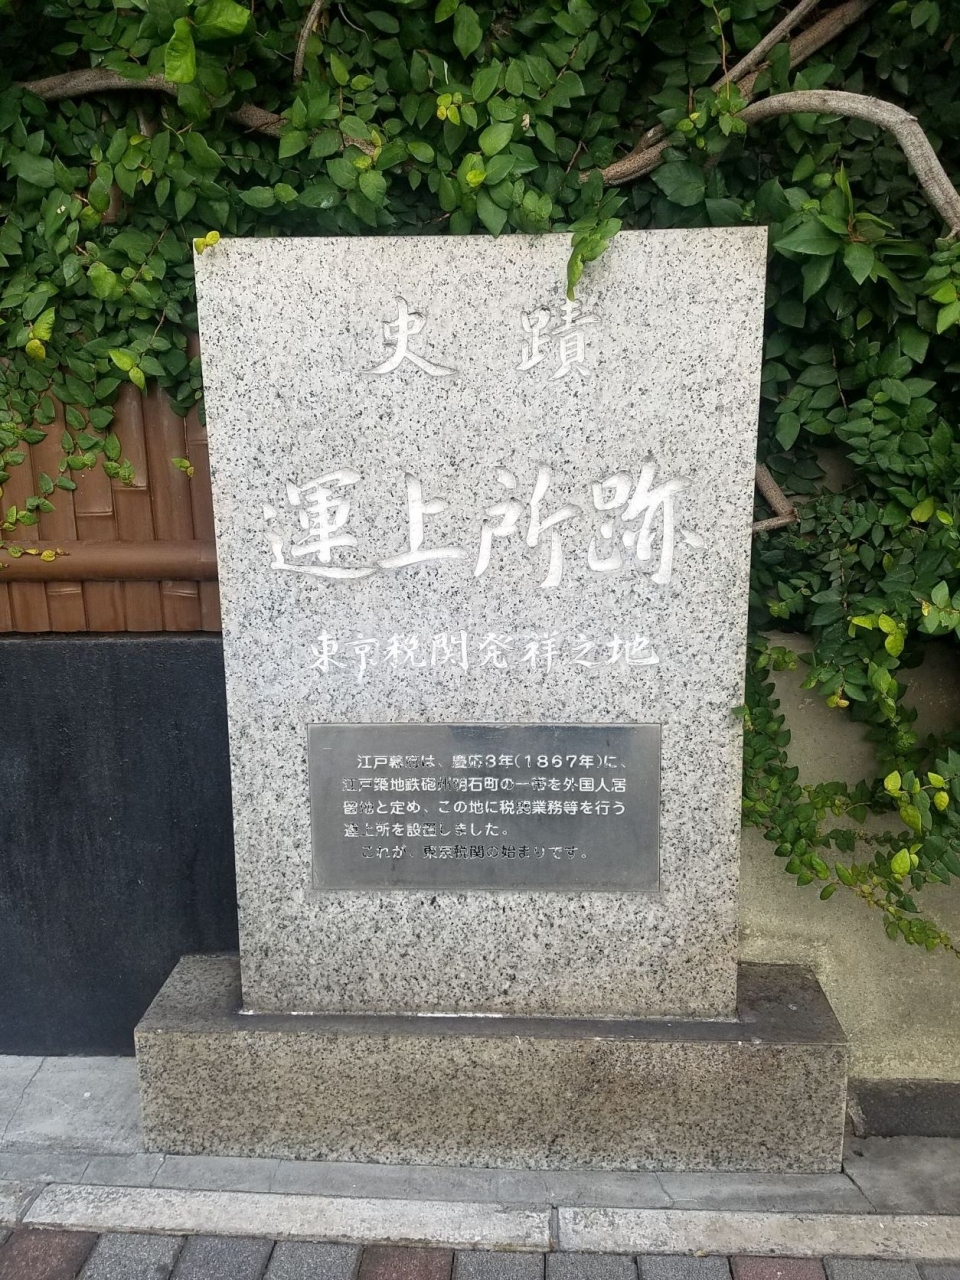 史蹟
運上所跡
東京税関発祥之地
江戸幕府は、慶応3年(1867年)に、
江戸築地鉄砲州明石町の一帯を外国人居
留地と定め、この地に税関業務等を行う
運上所を設置しました。
これが、東京税関の始まりです。